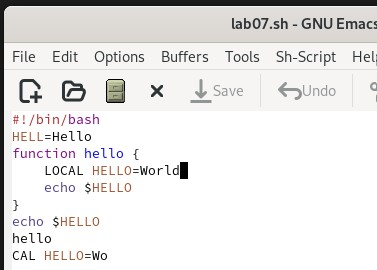 lab07.sh - GNU Emacs
File Edit Options Buffers Tools Sh-Script Help
Save Undo
#!/bin/bash
HELL=Hello
function hello {
    LOCAL HELLO=World
    echo $HELLO
}
echo $HELLO
hello
CAL HELLO=Wo